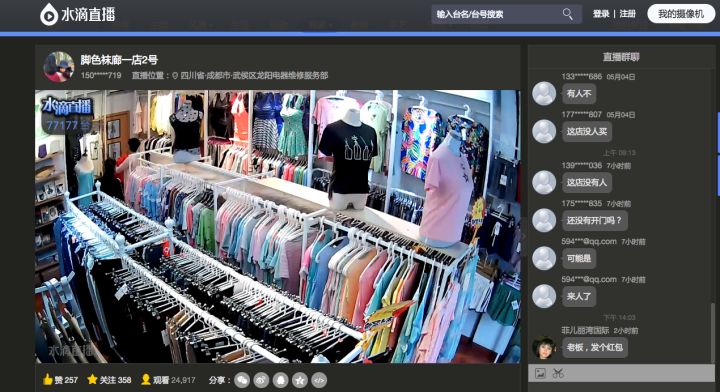 水滴直播
输入台名/台号搜索
登录 | 注册
我的摄像机
脚色袜廊一店2号
150*****719 直播位置：四川省·成都市·武侯区龙阳电器维修服务部
水滴直播
77177台
水滴直播
赞 257
关注 358
观看 24,917
分享：
直播群聊
133*****686 05月04日
有人不
177*****807 05月04日
这店没人买
上午 09:13
139*****036 7小时前
这店没有人
175*****835 7小时前
还没有开门吗？
594***@qq.com 7小时前
可能是
594***@qq.com 7小时前
来人了
下午 14:03
菲儿丽湾国际 2小时前
老板，发个红包